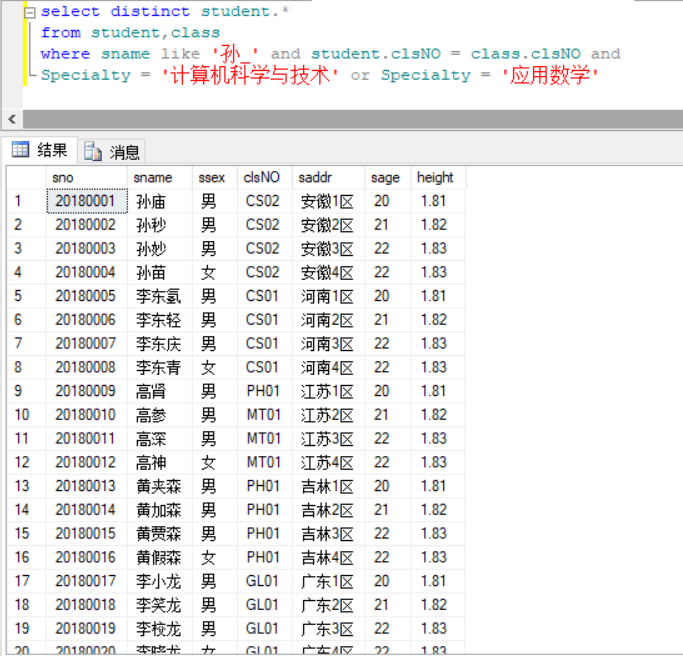 select distinct student.*
from student,class
where sname like '孙_' and student.clsNO = class.clsNO and
Specialty = '计算机科学与技术' or Specialty = '应用数学'
结果 消息
sno sname ssex clsNO saddr sage height
1 20180001 孙庙 男 CS02 安徽1区 20 1.81
2 20180002 孙秒 男 CS02 安徽2区 21 1.82
3 20180003 孙妙 男 CS02 安徽3区 22 1.83
4 20180004 孙苗 女 CS02 安徽4区 22 1.83
5 20180005 李东氢 男 CS01 河南1区 20 1.81
6 20180006 李东轻 男 CS01 河南2区 21 1.82
7 20180007 李东庆 男 CS01 河南3区 22 1.83
8 20180008 李东青 女 CS01 河南4区 22 1.83
9 20180009 高肾 男 PH01 江苏1区 20 1.81
10 20180010 高参 男 MT01 江苏2区 21 1.82
11 20180011 高深 男 MT01 江苏3区 22 1.83
12 20180012 高神 女 MT01 江苏4区 22 1.83
13 20180013 黄夹森 男 PH01 吉林1区 20 1.81
14 20180014 黄加森 男 PH01 吉林2区 21 1.82
15 20180015 黄贾森 男 PH01 吉林3区 22 1.83
16 20180016 黄假森 女 PH01 吉林4区 22 1.83
17 20180017 李小龙 男 GL01 广东1区 20 1.81
18 20180018 李笑龙 男 GL01 广东2区 21 1.82
19 20180019 李校龙 男 GL01 广东3区 22 1.83
20 20180020 李晓龙 女 GL01 广东4区 22 1.83